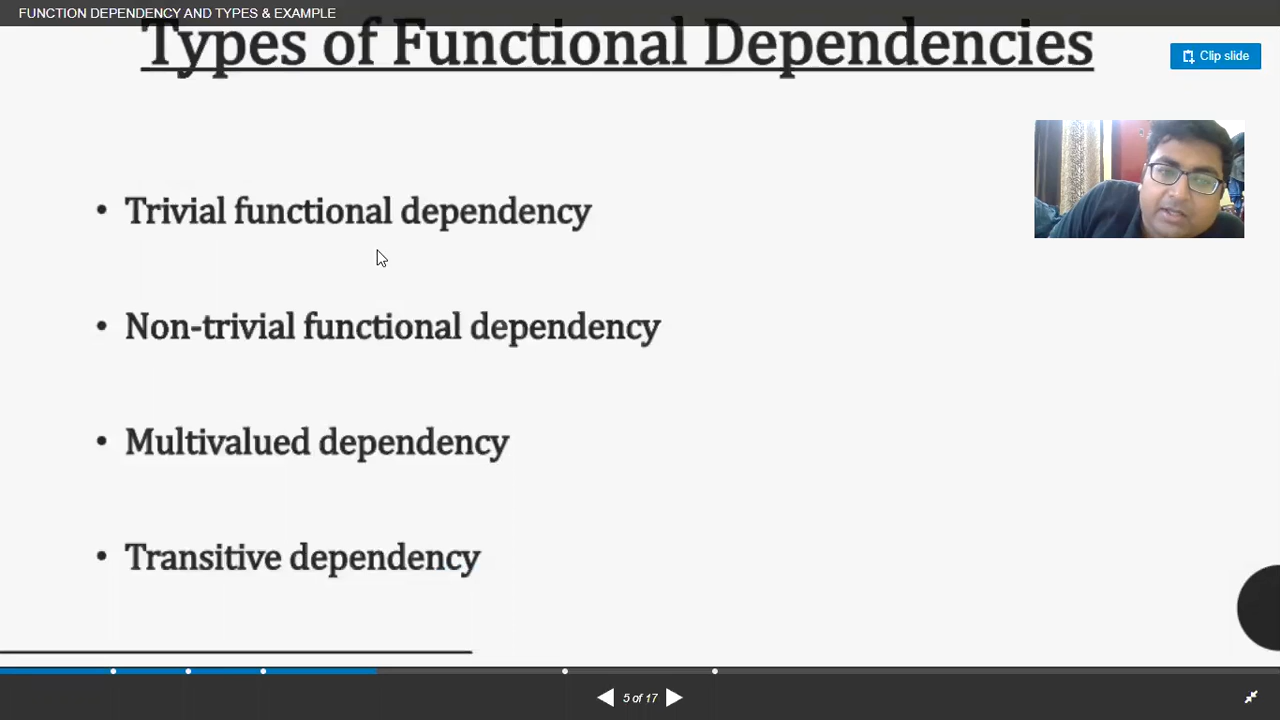 FUNCTION DEPENDENCY AND TYPES & EXAMPLE
Types of Functional Dependencies
Clip slide
• Trivial functional dependency
• Non-trivial functional dependency
• Multivalued dependency
• Transitive dependency
5 of 17